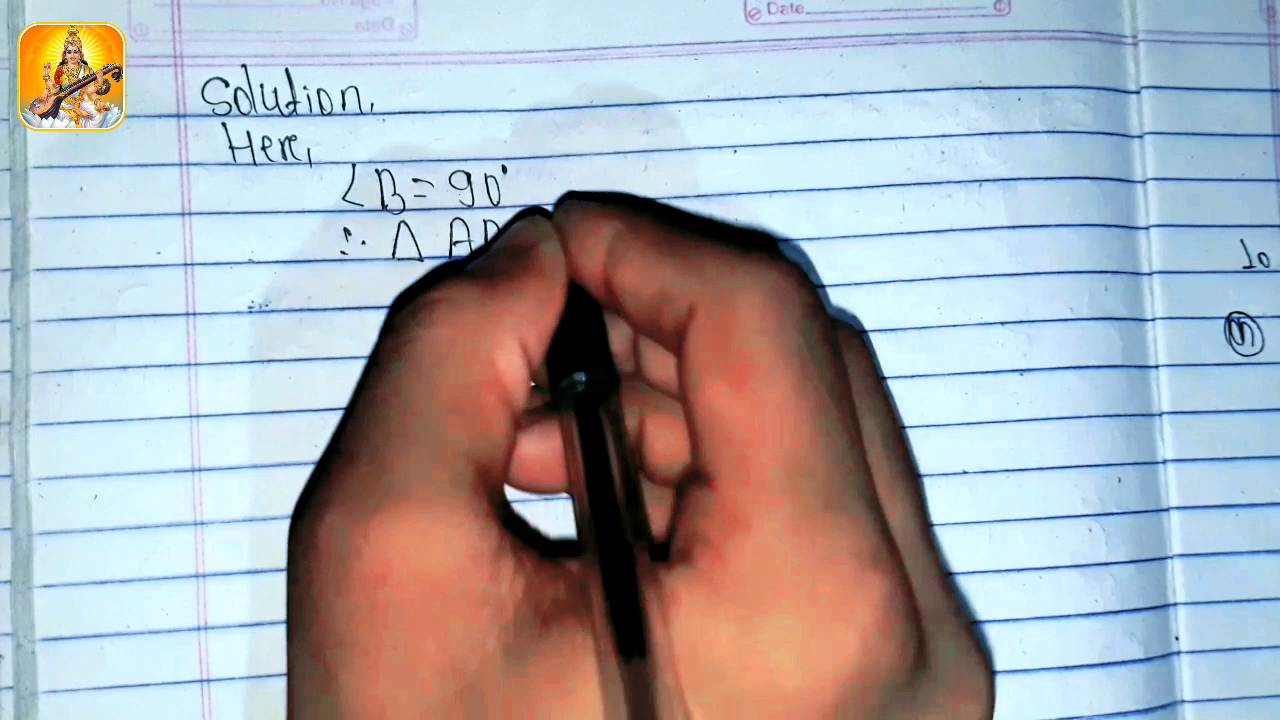 Date
Solution,
Here,
∠B = 90°
∴ Δ AB
10
m